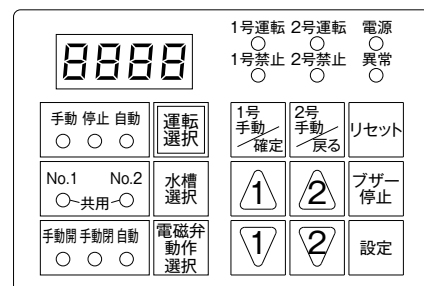 8888
1号運転 2号運転 電源
1号禁止 2号禁止 異常
手動 停止 自動
運転
選択
1号
手動
確定
2号
手動
戻る
リセット
No.1 No.2
共用
水槽
選択
1
2
ブザー
停止
手動開 手動閉 自動
電磁弁
動作
選択
1
2
設定